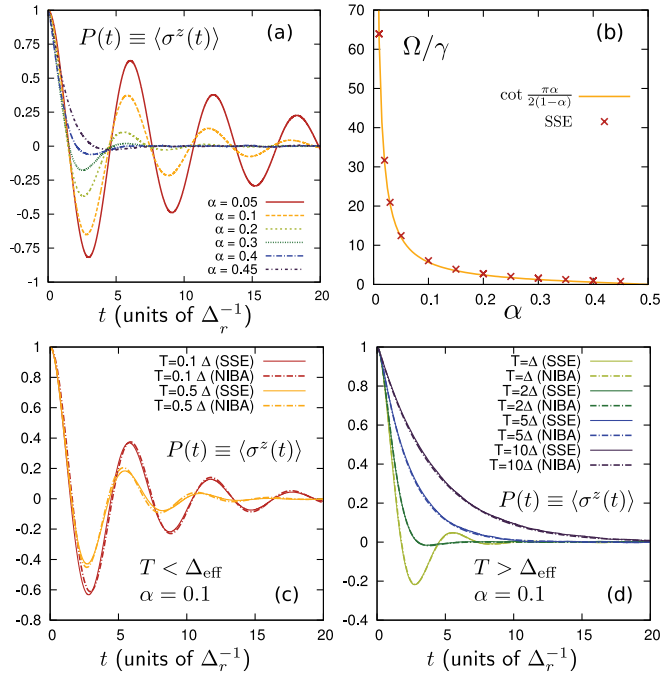 1
0.75
0.5
0.25
0
-0.25
-0.5
-0.75
-1
P(t) ≡ ⟨σ^z(t)⟩
(a)
α = 0.05
α = 0.1
α = 0.2
α = 0.3
α = 0.4
α = 0.45
0 5 10 15 20
t (units of Δ_r^{-1})
70
60
50
40
30
20
10
0
Ω/γ
(b)
cot πα/2(1−α)
SSE
0 0.1 0.2 0.3 0.4 0.5
α
1
0.8
0.6
0.4
0.2
0
-0.2
-0.4
-0.6
-0.8
T=0.1 Δ (SSE)
T=0.1 Δ (NIBA)
T=0.5 Δ (SSE)
T=0.5 Δ (NIBA)
P(t) ≡ ⟨σ^z(t)⟩
T < Δ_eff
α = 0.1
(c)
0 5 10 15 20
t (units of Δ_r^{-1})
1
0.8
0.6
0.4
0.2
0
-0.2
-0.4
T=Δ (SSE)
T=Δ (NIBA)
T=2Δ (SSE)
T=2Δ (NIBA)
T=5Δ (SSE)
T=5Δ (NIBA)
T=10Δ (SSE)
T=10Δ (NIBA)
P(t) ≡ ⟨σ^z(t)⟩
T > Δ_eff
α = 0.1
(d)
0 5 10 15 20
t (units of Δ_r^{-1})